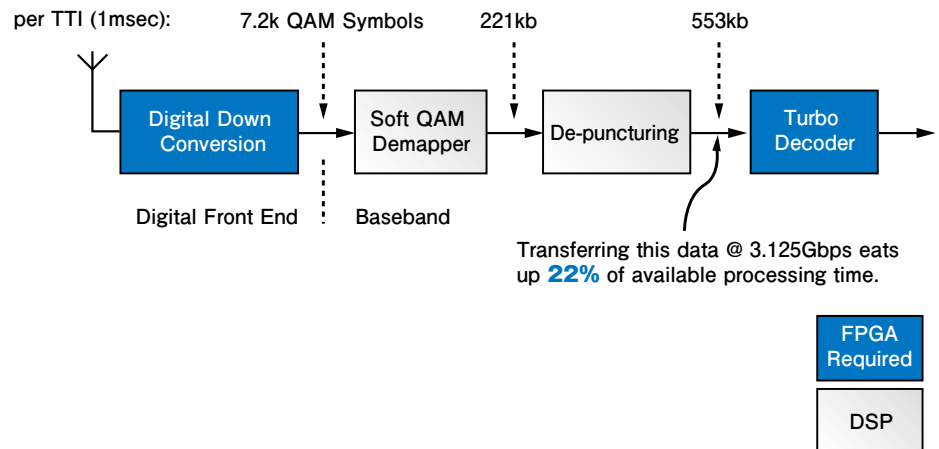 per TTI (1msec):
7.2k QAM Symbols
221kb
553kb
Digital Down
Conversion
Soft QAM
Demapper
De-puncturing
Turbo
Decoder
Digital Front End
Baseband
Transferring this data @ 3.125Gbps eats
up 22% of available processing time.
FPGA
Required
DSP